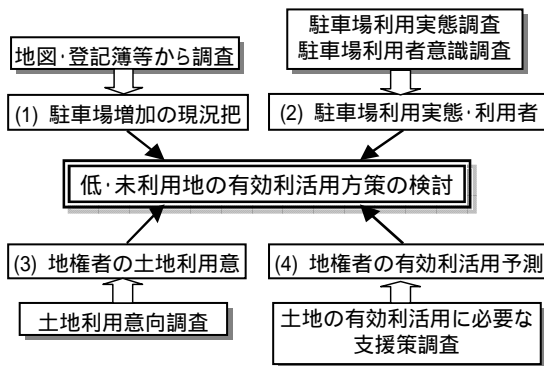 地図・登記簿等から調査
駐車場利用実態調査
駐車場利用者意識調査
(1) 駐車場増加の現況把
(2) 駐車場利用実態・利用者
低・未利用地の有効利活用方策の検討
(3) 地権者の土地利用意
(4) 地権者の有効利活用予測
土地利用意向調査
土地の有効利活用に必要な
支援策調査